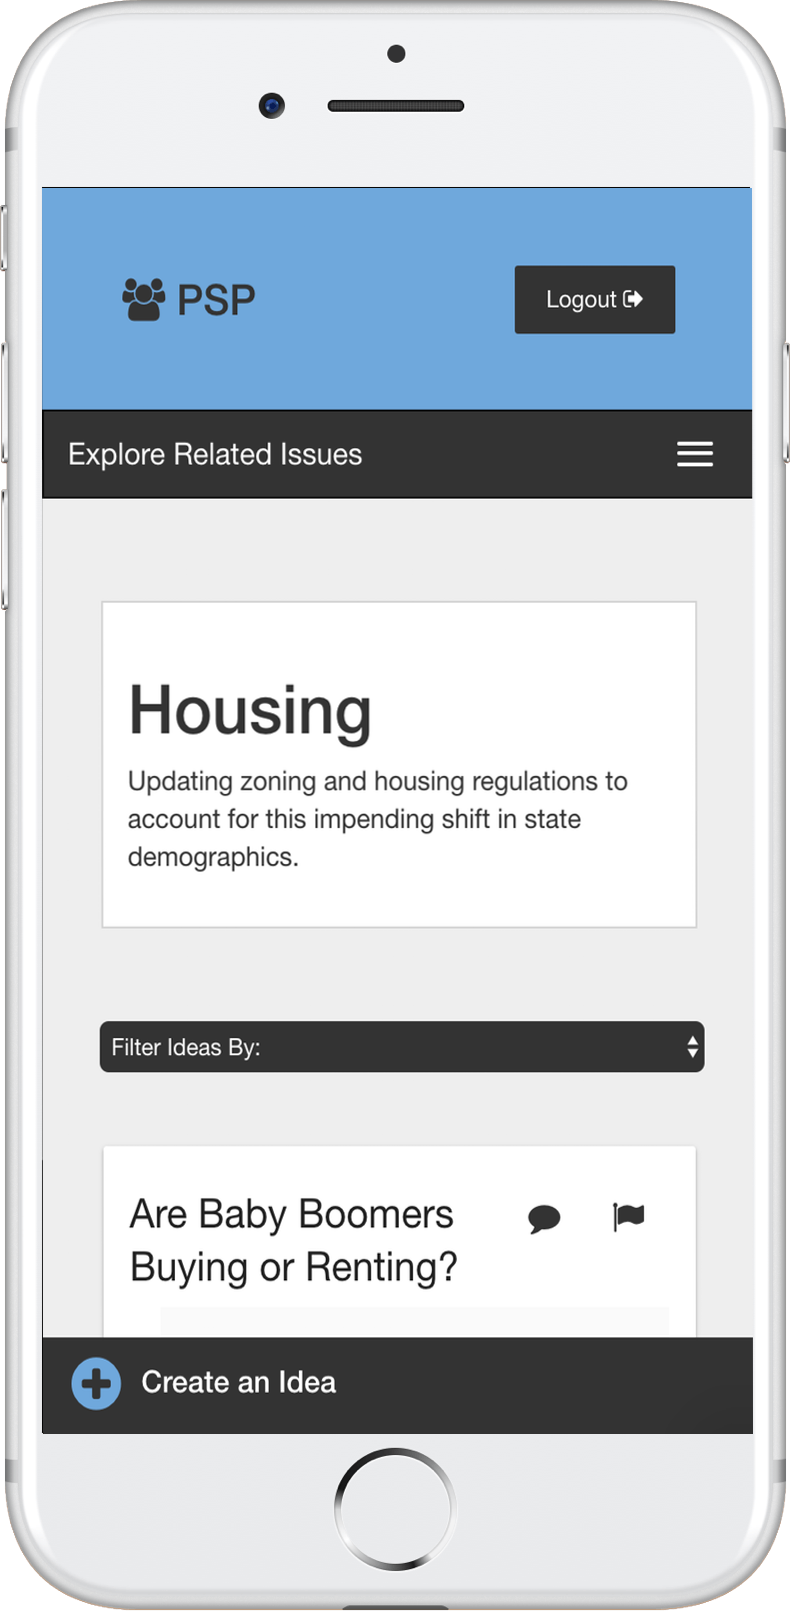 PSP
Logout
Explore Related Issues
Housing
Updating zoning and housing regulations to
account for this impending shift in state
demographics.
Filter Ideas By:
Are Baby Boomers
Buying or Renting?
Create an Idea